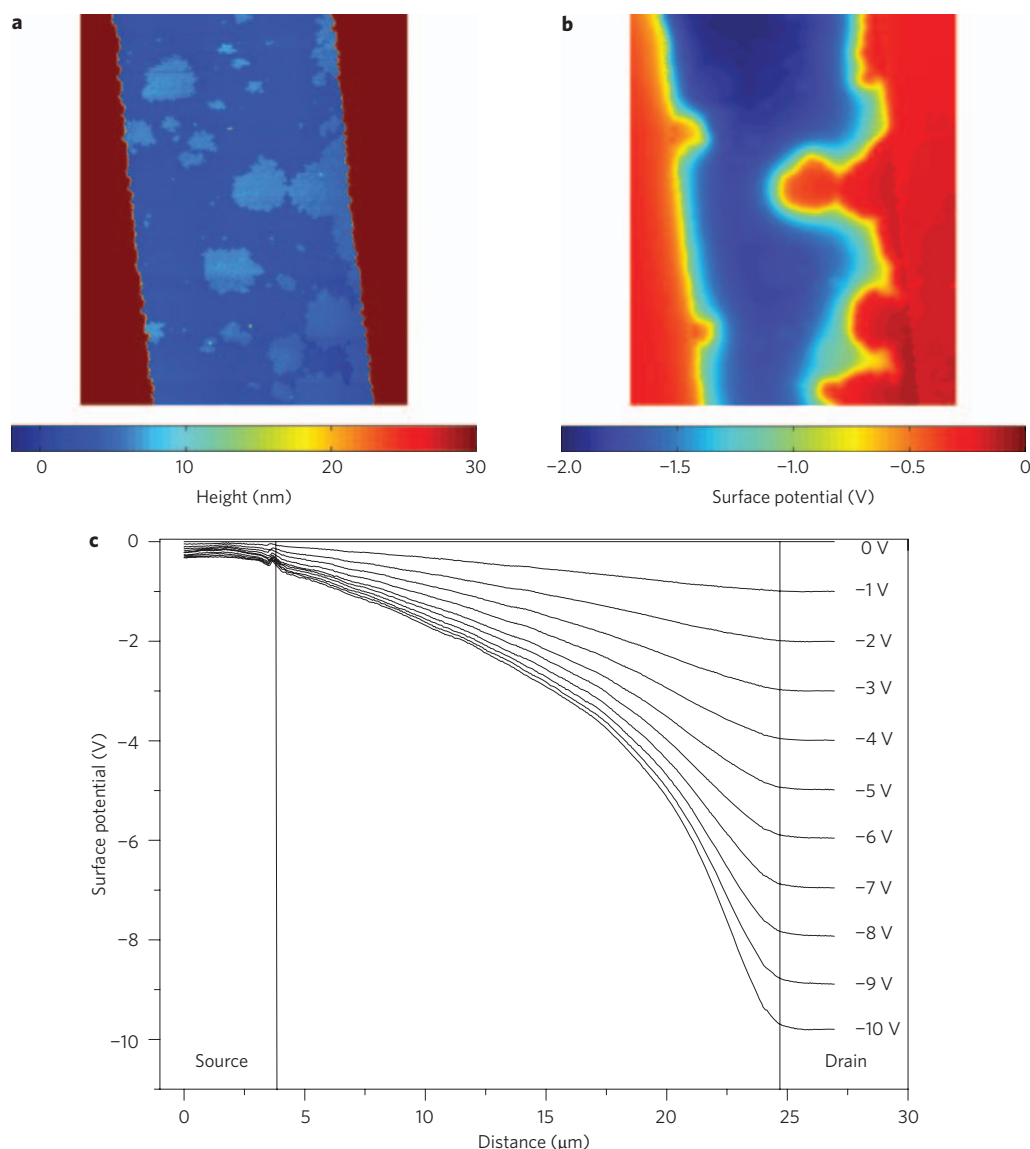 a
b
0 10 20 30
Height (nm)
−2.0 −1.5 −1.0 −0.5 0
Surface potential (V)
c
0
−2
−4
−6
−8
−10
Surface potential (V)
0 V
−1 V
−2 V
−3 V
−4 V
−5 V
−6 V
−7 V
−8 V
−9 V
−10 V
Source
Drain
0 5 10 15 20 25 30
Distance (μm)